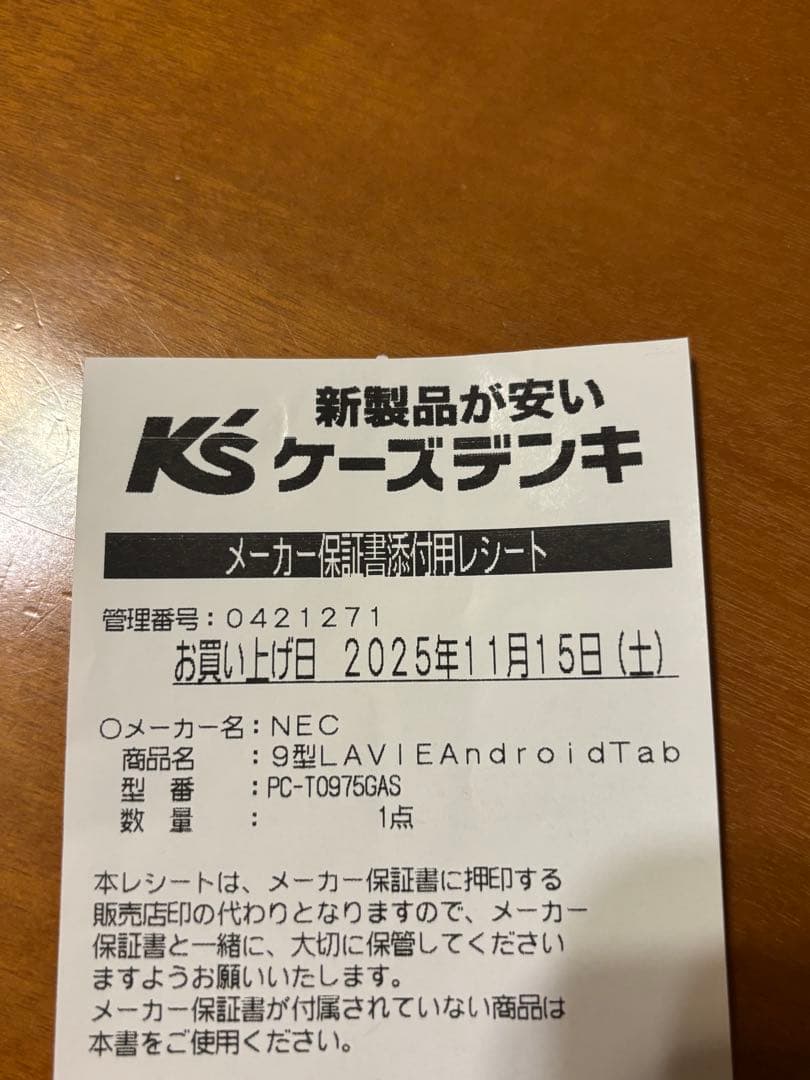 新製品が安い
K'sケーズデンキ
メーカー保証書添付用レシート
管理番号：０４２１２７１
お買い上げ日　２０２５年１１月１５日（土）
〇メーカー名：ＮＥＣ
商品名　：９型ＬＡＶＩＥＡｎｄｒｏｉｄＴａｂ
型　番　：PC-T0975GAS
数　量　：　1点
本レシートは、メーカー保証書に押印する
販売店印の代わりとなりますので、メーカー
保証書と一緒に、大切に保管してください
ますようお願いいたします。
メーカー保証書が付属されていない商品は
本書をご使用ください。